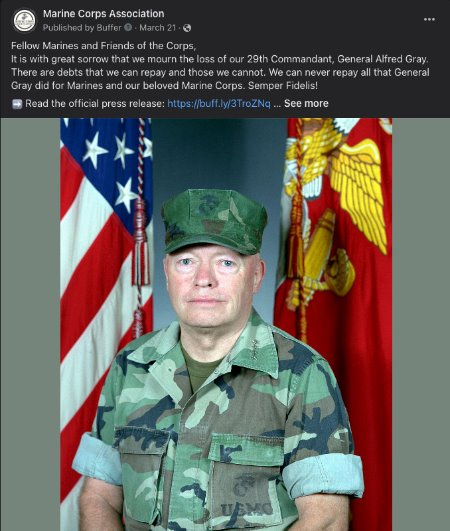 Marine Corps Association
Published by Buffer · March 21 ·
Fellow Marines and Friends of the Corps,
It is with great sorrow that we mourn the loss of our 29th Commandant, General Alfred Gray.
There are debts that we can repay and those we cannot. We can never repay all that General
Gray did for Marines and our beloved Marine Corps. Semper Fidelis!
➡️ Read the official press release: https://buff.ly/3TroZNq ... See more
USMC